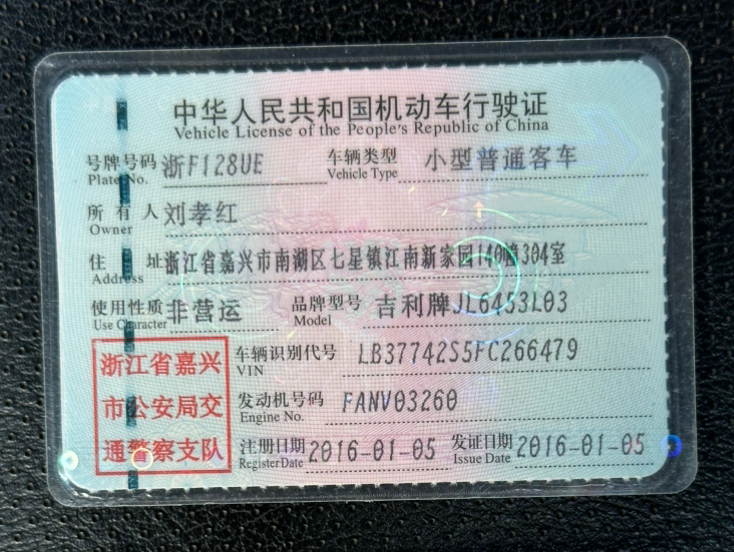 中华人民共和国机动车行驶证
Vehicle License of the People's Republic of China
号牌号码 浙F128UE 车辆类型 小型普通客车
Plate No. Vehicle Type
所有人 刘孝红
Owner
住址 浙江省嘉兴市南湖区七星镇江南新家园140幢304室
Address
使用性质 非营运 品牌型号 吉利牌JL6453L03
Use Character Model
浙江省嘉兴
市公安局交
通警察支队
车辆识别代号 LB37742S5FC266479
VIN
发动机号码 FANV03260
Engine No.
注册日期 2016-01-05 发证日期 2016-01-05
Register Date Issue Date